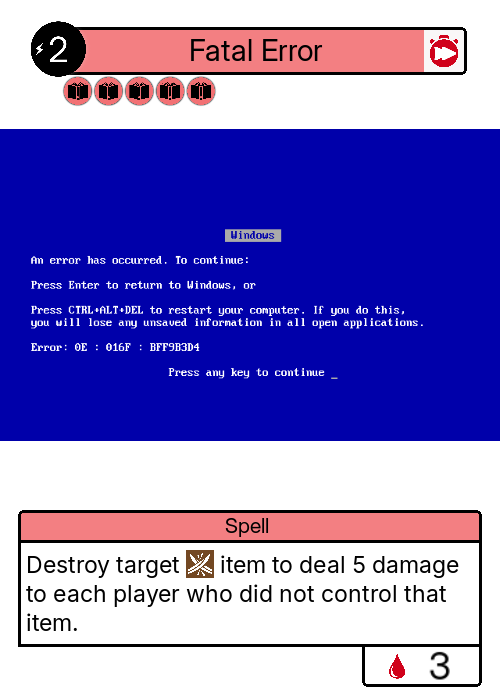 2
Fatal Error
Windows
An error has occurred. To continue:
Press Enter to return to Windows, or
Press CTRL+ALT+DEL to restart your computer. If you do this,
you will lose any unsaved information in all open applications.
Error: 0E : 016F : BFF9B3D4
Press any key to continue _
Spell
Destroy target item to deal 5 damage
to each player who did not control that
item.
3